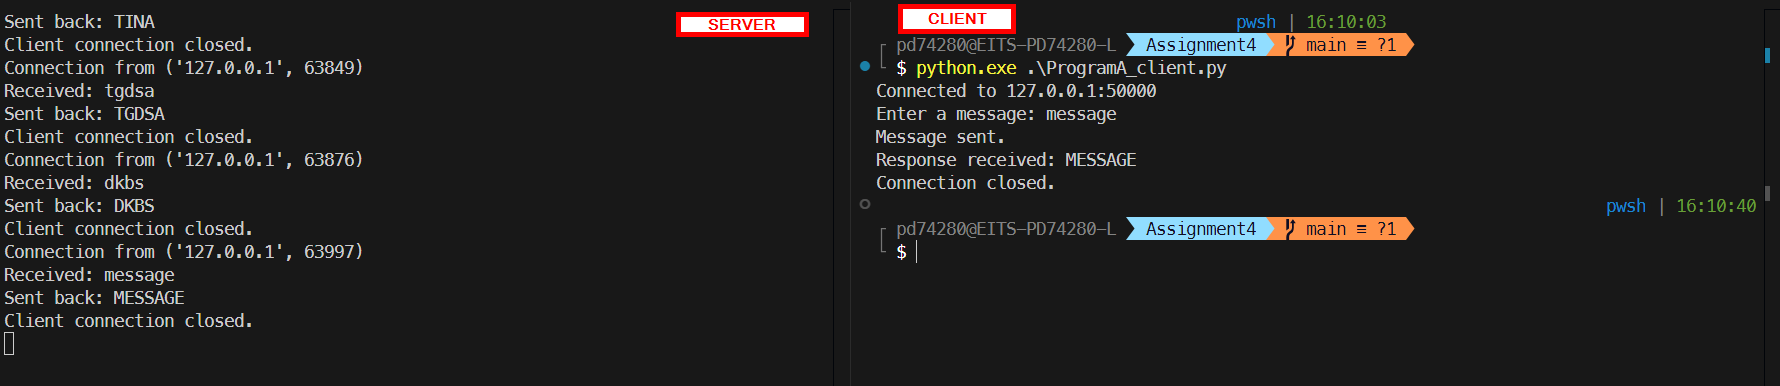 Sent back: TINA
SERVER
Client connection closed.
Connection from ('127.0.0.1', 63849)
Received: tgdsa
Sent back: TGDSA
Client connection closed.
Connection from ('127.0.0.1', 63876)
Received: dkbs
Sent back: DKBS
Client connection closed.
Connection from ('127.0.0.1', 63997)
Received: message
Sent back: MESSAGE
Client connection closed.
CLIENT
pwsh | 16:10:03
pd74280@EITS-PD74280-L Assignment4 main ≡ ?1
$ python.exe .\ProgramA_client.py
Connected to 127.0.0.1:50000
Enter a message: message
Message sent.
Response received: MESSAGE
Connection closed.
pwsh | 16:10:40
pd74280@EITS-PD74280-L Assignment4 main ≡ ?1
$